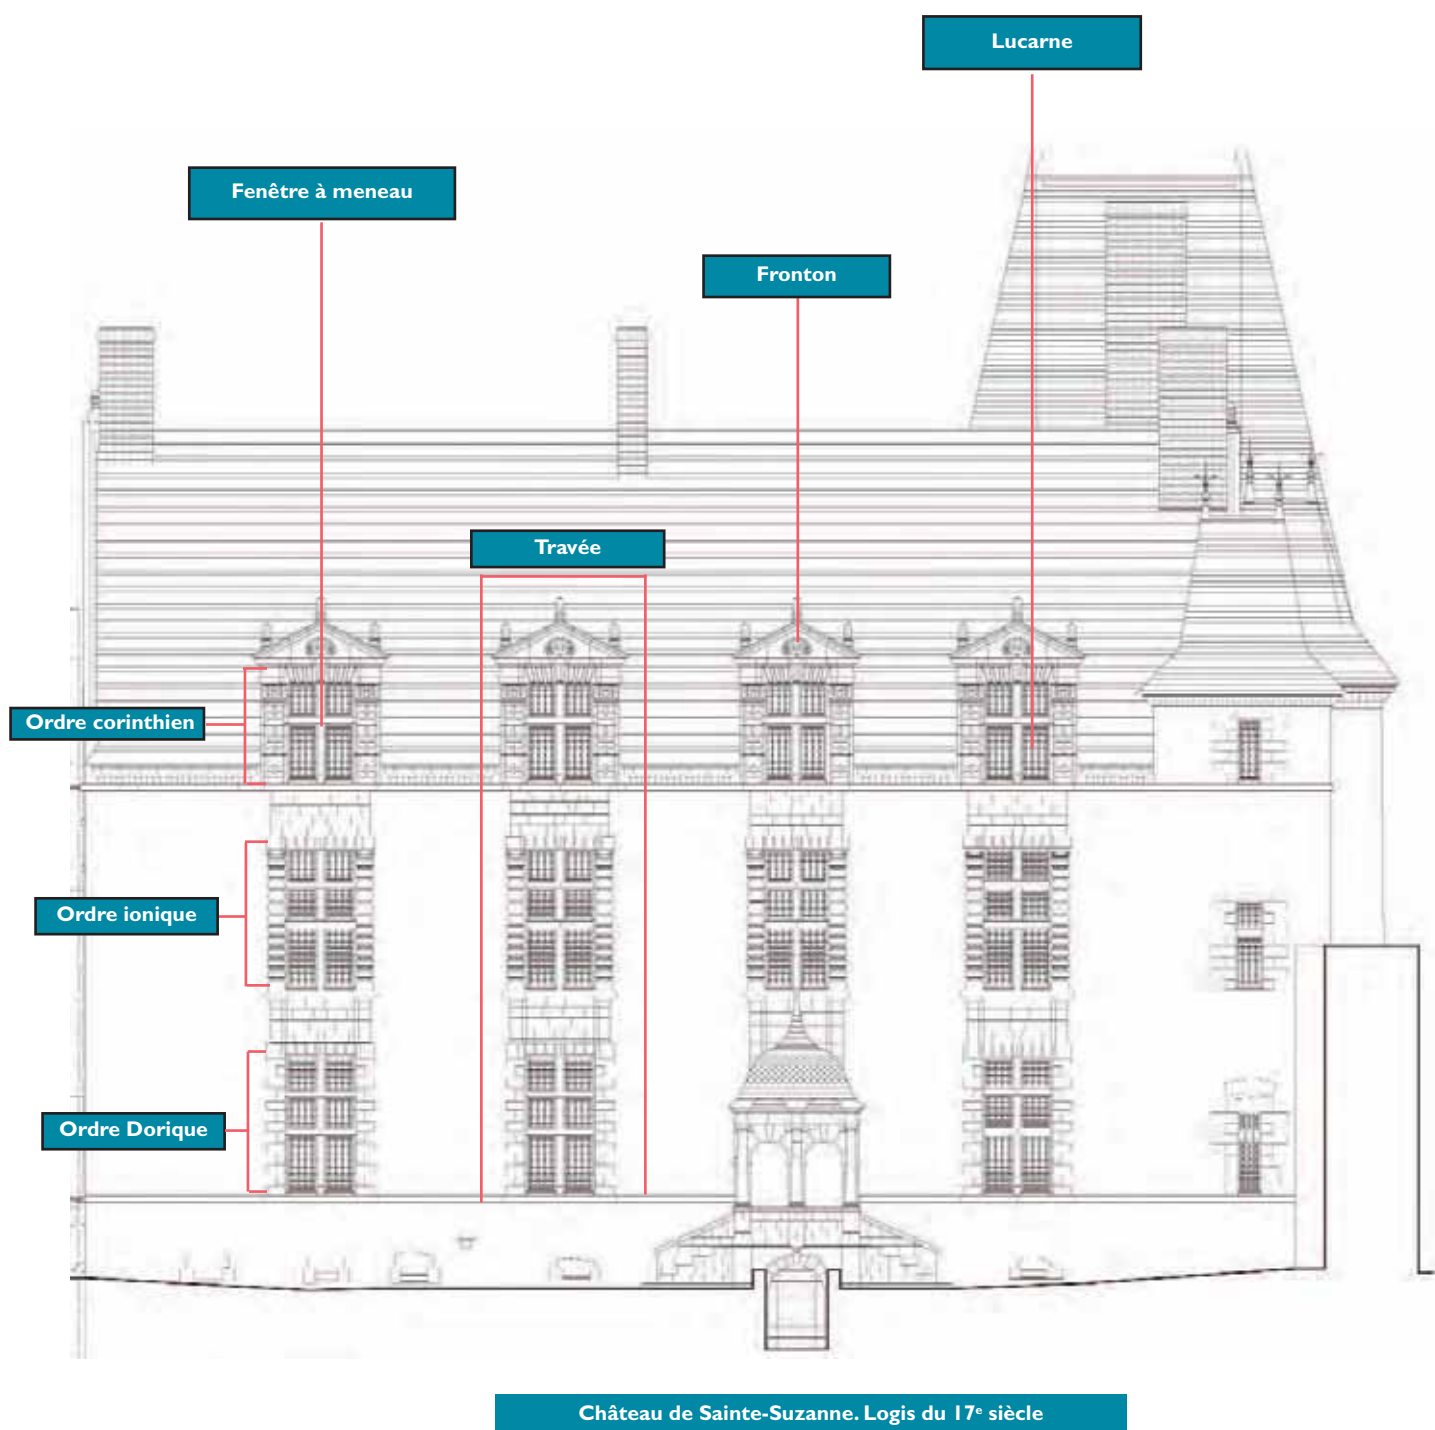 Lucarne
Fenêtre à meneau
Fronton
Travée
Ordre corinthien
Ordre ionique
Ordre Dorique
Château de Sainte-Suzanne. Logis du 17ᵉ siècle